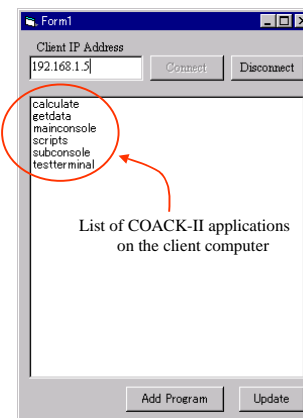 Form1
Client IP Address
192.168.1.5
Connect
Disconnect
calculate
getdata
mainconsole
scripts
subconsole
testterminal
List of COACK-II applications
on the client computer
Add Program
Update